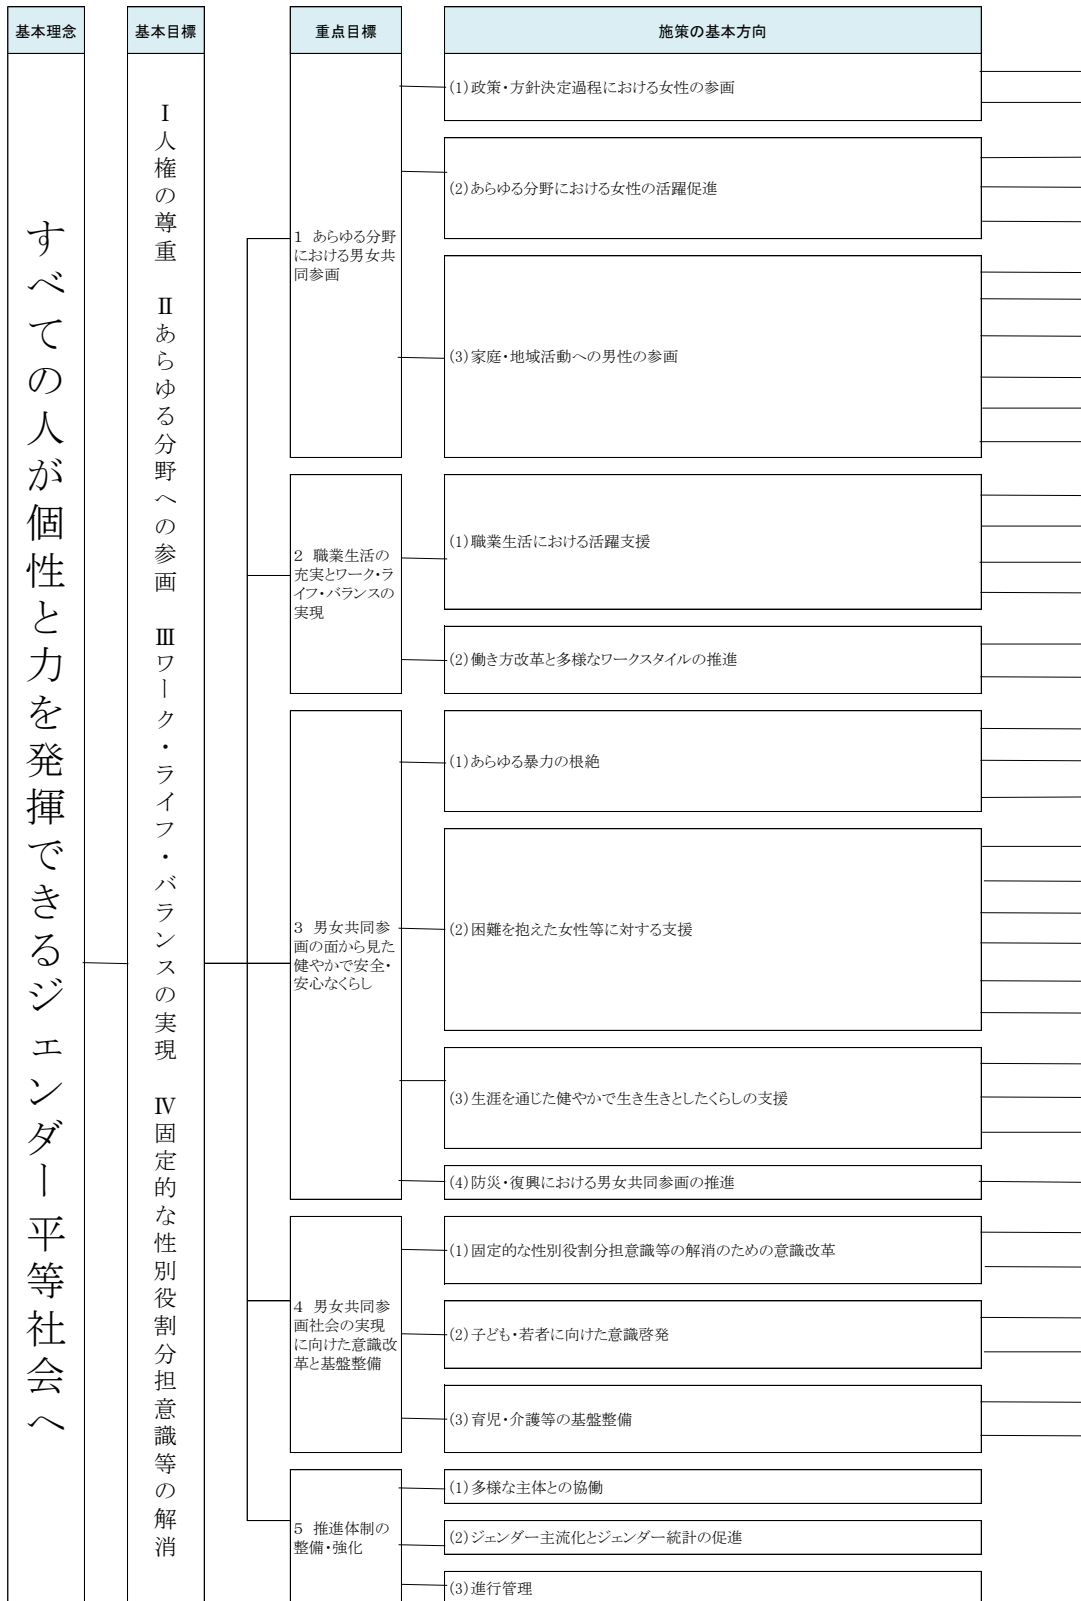 基本理念
基本目標
重点目標
施策の基本方向
すべての人が個性と力を発揮できるジェンダー平等社会へ
Ⅰ人権の尊重　Ⅱあらゆる分野への参画　Ⅲワーク・ライフ・バランスの実現　Ⅳ固定的な性別役割分担意識等の解消
1 あらゆる分野
における男女共
同参画
(1)政策・方針決定過程における女性の参画
(2)あらゆる分野における女性の活躍促進
(3)家庭・地域活動への男性の参画
2 職業生活の
充実とワーク・ラ
イフ・バランスの
実現
(1)職業生活における活躍支援
(2)働き方改革と多様なワークスタイルの推進
3 男女共同参
画の面から見た
健やかで安全・
安心なくらし
(1)あらゆる暴力の根絶
(2)困難を抱えた女性等に対する支援
(3)生涯を通じた健やかで生き生きとしたくらしの支援
(4)防災・復興における男女共同参画の推進
4 男女共同参
画社会の実現
に向けた意識改
革と基盤整備
(1)固定的な性別役割分担意識等の解消のための意識改革
(2)子ども・若者に向けた意識啓発
(3)育児・介護等の基盤整備
5 推進体制の
整備・強化
(1)多様な主体との協働
(2)ジェンダー主流化とジェンダー統計の促進
(3)進行管理